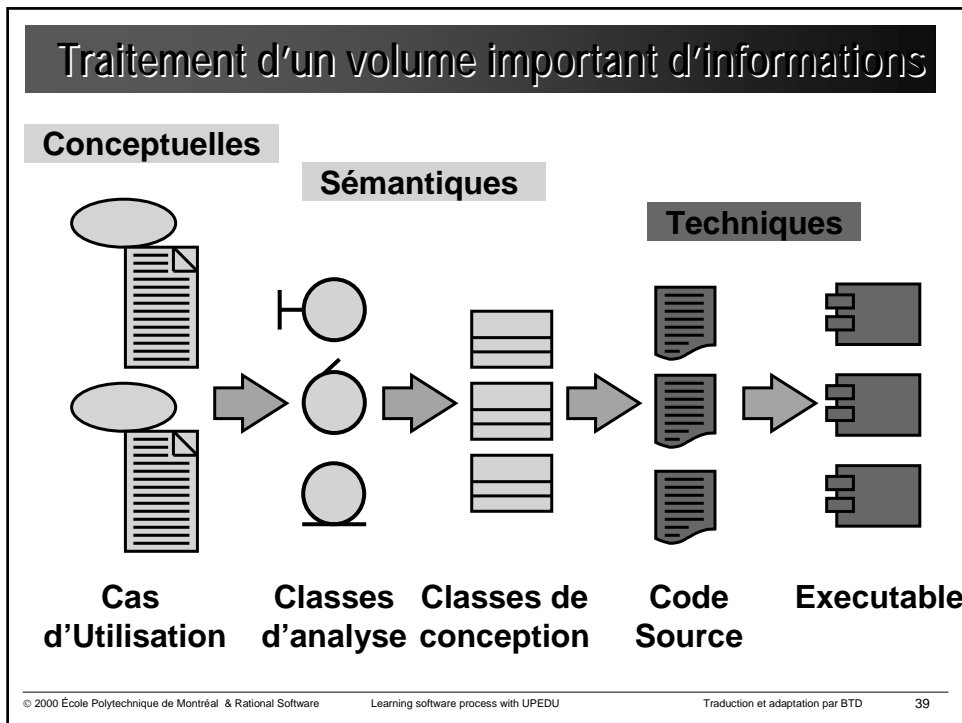 Traitement d'un volume important d'informations
Conceptuelles
Sémantiques
Techniques
Cas
d'Utilisation
Classes
d'analyse
Classes de
conception
Code
Source
Executable
© 2000 École Polytechnique de Montréal & Rational Software
Learning software process with UPEDU
Traduction et adaptation par BTD
39